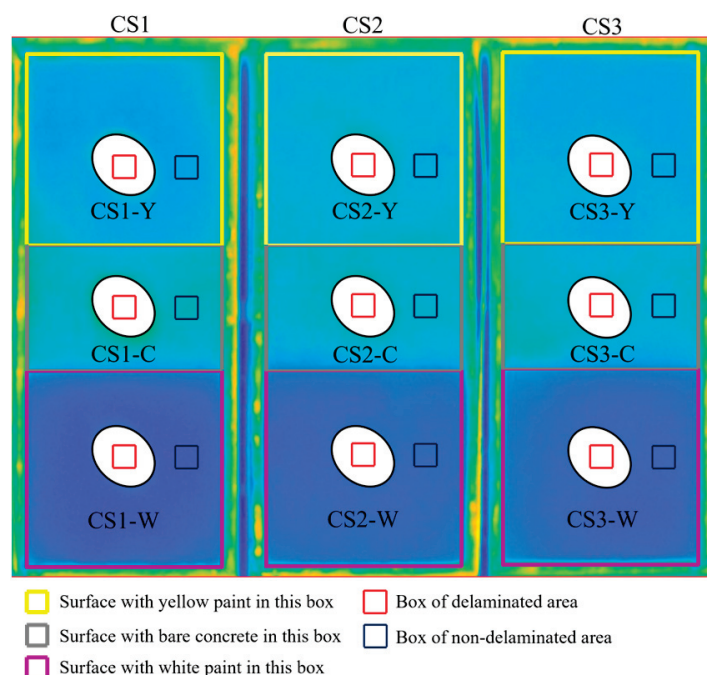 CS1 CS2 CS3
CS1-Y CS2-Y CS3-Y
CS1-C CS2-C CS3-C
CS1-W CS2-W CS3-W
Surface with yellow paint in this box Box of delaminated area
Surface with bare concrete in this box Box of non-delaminated area
Surface with white paint in this box